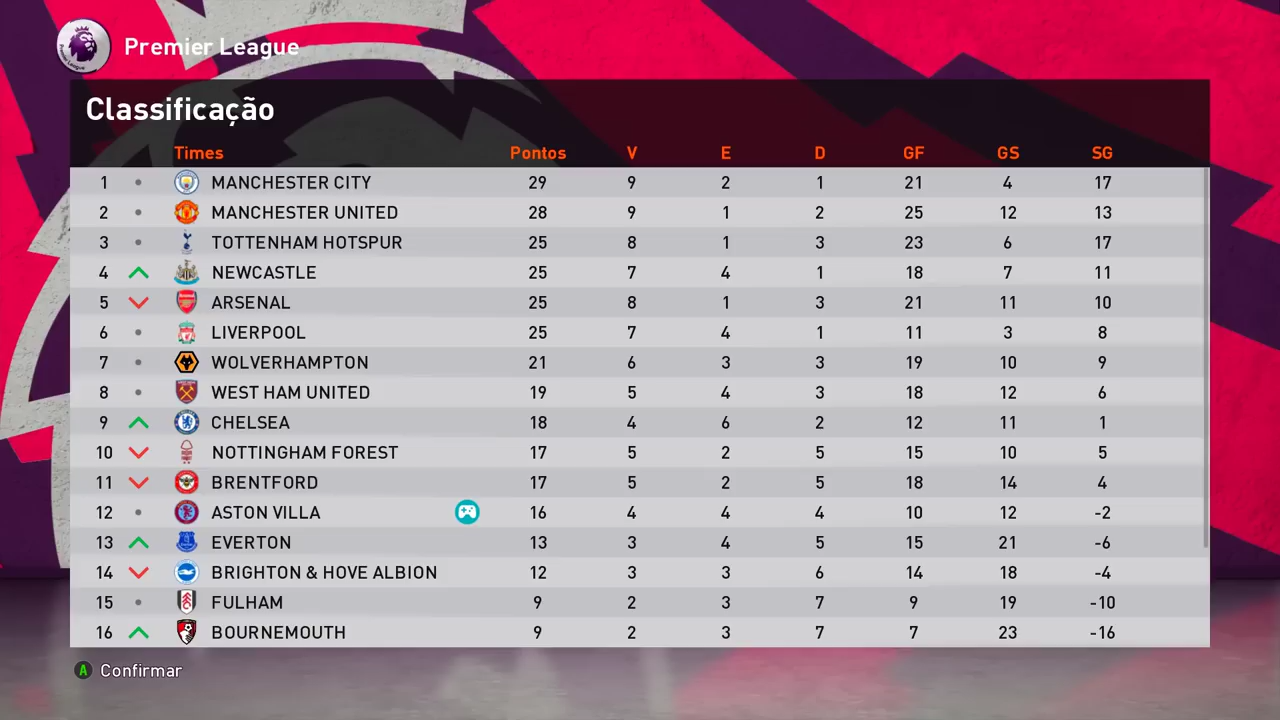 Premier League
Classificação
Times Pontos V E D GF GS SG
1 MANCHESTER CITY 29 9 2 1 21 4 17
2 MANCHESTER UNITED 28 9 1 2 25 12 13
3 TOTTENHAM HOTSPUR 25 8 1 3 23 6 17
4 NEWCASTLE 25 7 4 1 18 7 11
5 ARSENAL 25 8 1 3 21 11 10
6 LIVERPOOL 25 7 4 1 11 3 8
7 WOLVERHAMPTON 21 6 3 3 19 10 9
8 WEST HAM UNITED 19 5 4 3 18 12 6
9 CHELSEA 18 4 6 2 12 11 1
10 NOTTINGHAM FOREST 17 5 2 5 15 10 5
11 BRENTFORD 17 5 2 5 18 14 4
12 ASTON VILLA 16 4 4 4 10 12 -2
13 EVERTON 13 3 4 5 15 21 -6
14 BRIGHTON & HOVE ALBION 12 3 3 6 14 18 -4
15 FULHAM 9 2 3 7 9 19 -10
16 BOURNEMOUTH 9 2 3 7 7 23 -16
A Confirmar